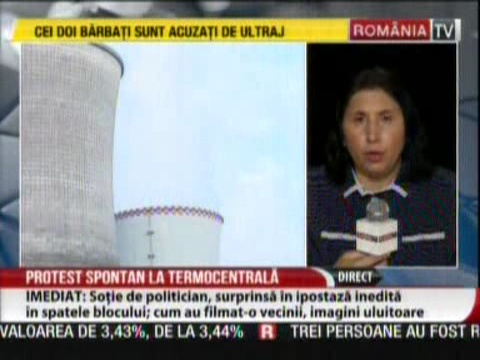 CEI DOI BĂRBAȚI SUNT ACUZAȚI DE ULTRAJ
ROMÂNIA TV
PROTEST SPONTAN LA TERMOCENTRALĂ
DIRECT
IMEDIAT: Soție de politician, surprinsă în ipostază inedită
în spatele blocului; cum au filmat-o vecinii, imagini uluitoare
VALOAREA DE 3,43%, DE LA 3,44% R TREI PERSOANE AU FOST R